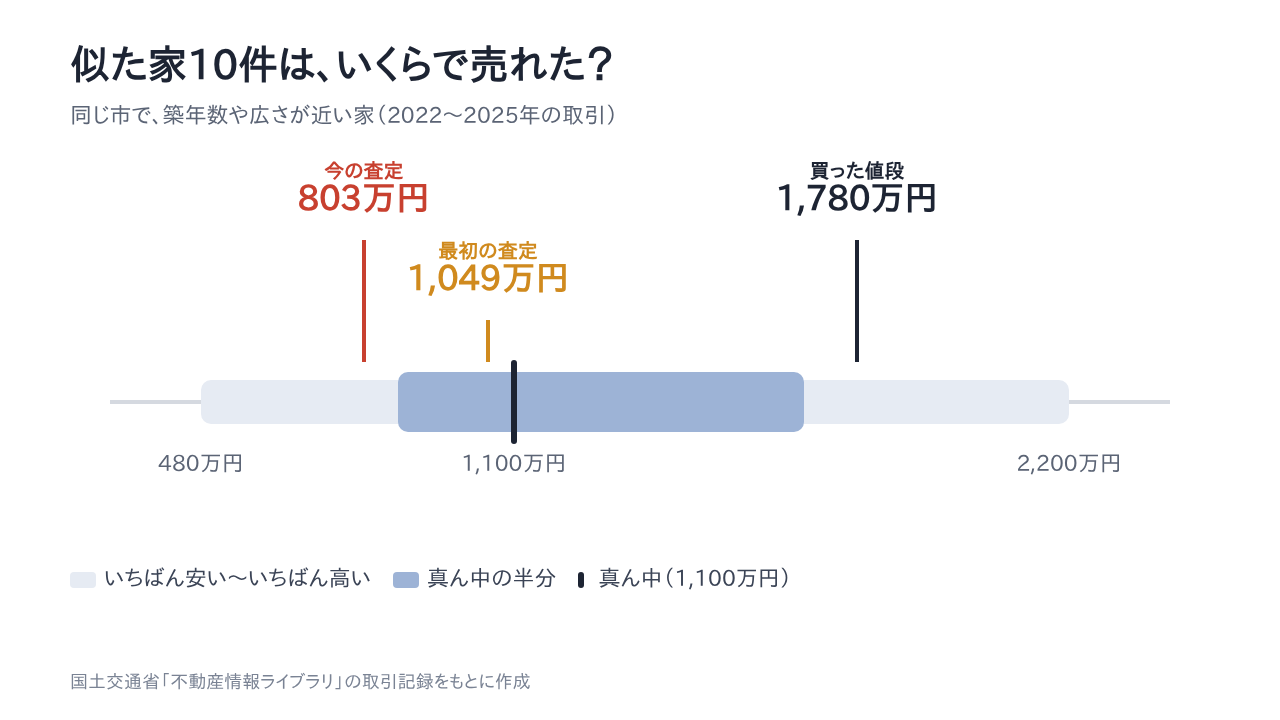 似た家10件は、いくらで売れた？
同じ市で、築年数や広さが近い家（2022〜2025年の取引）
今の査定
803万円
買った値段
1,780万円
最初の査定
1,049万円
480万円
1,100万円
2,200万円
いちばん安い〜いちばん高い
真ん中の半分
真ん中（1,100万円）
国土交通省「不動産情報ライブラリ」の取引記録をもとに作成